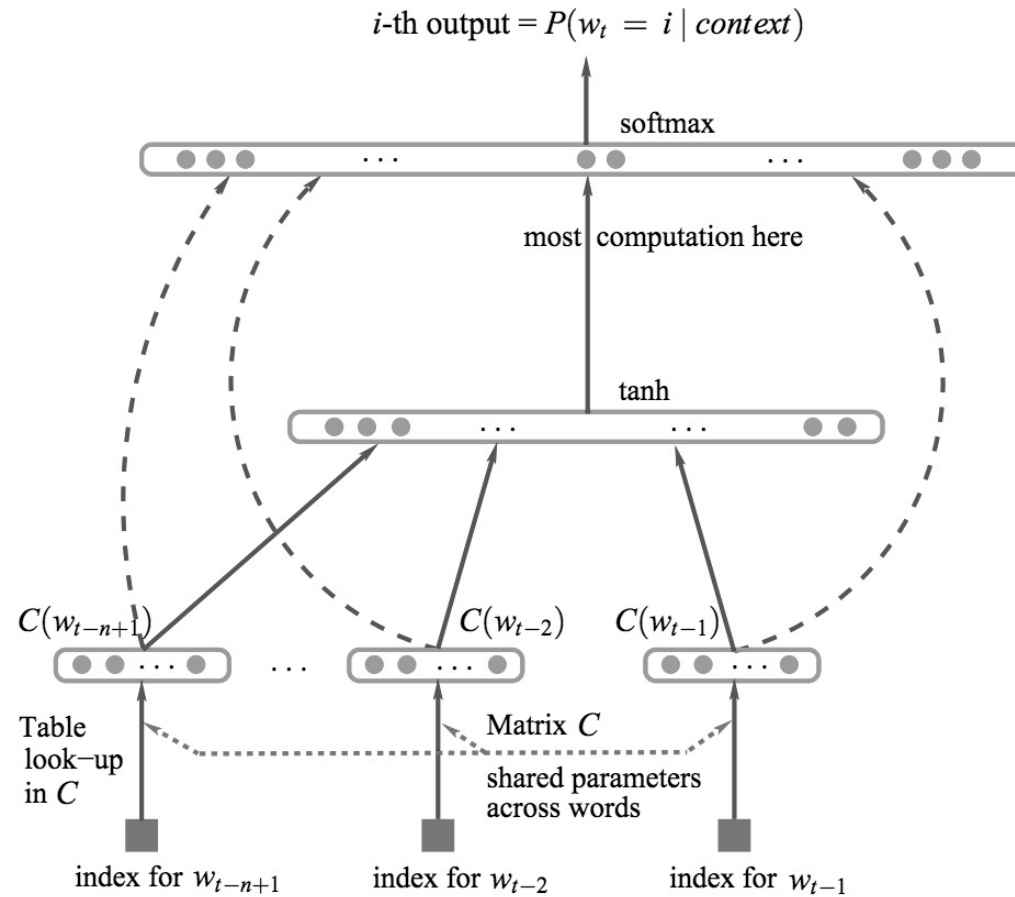 i-th output = P(w_t = i | context)
softmax
. . .
. . .
most computation here
tanh
. . .
. . .
C(w_{t−n+1})
C(w_{t−2})
C(w_{t−1})
. . .
. . .
. . .
. . .
Table
look−up
in C
Matrix C
shared parameters
across words
index for w_{t−n+1}
index for w_{t−2}
index for w_{t−1}